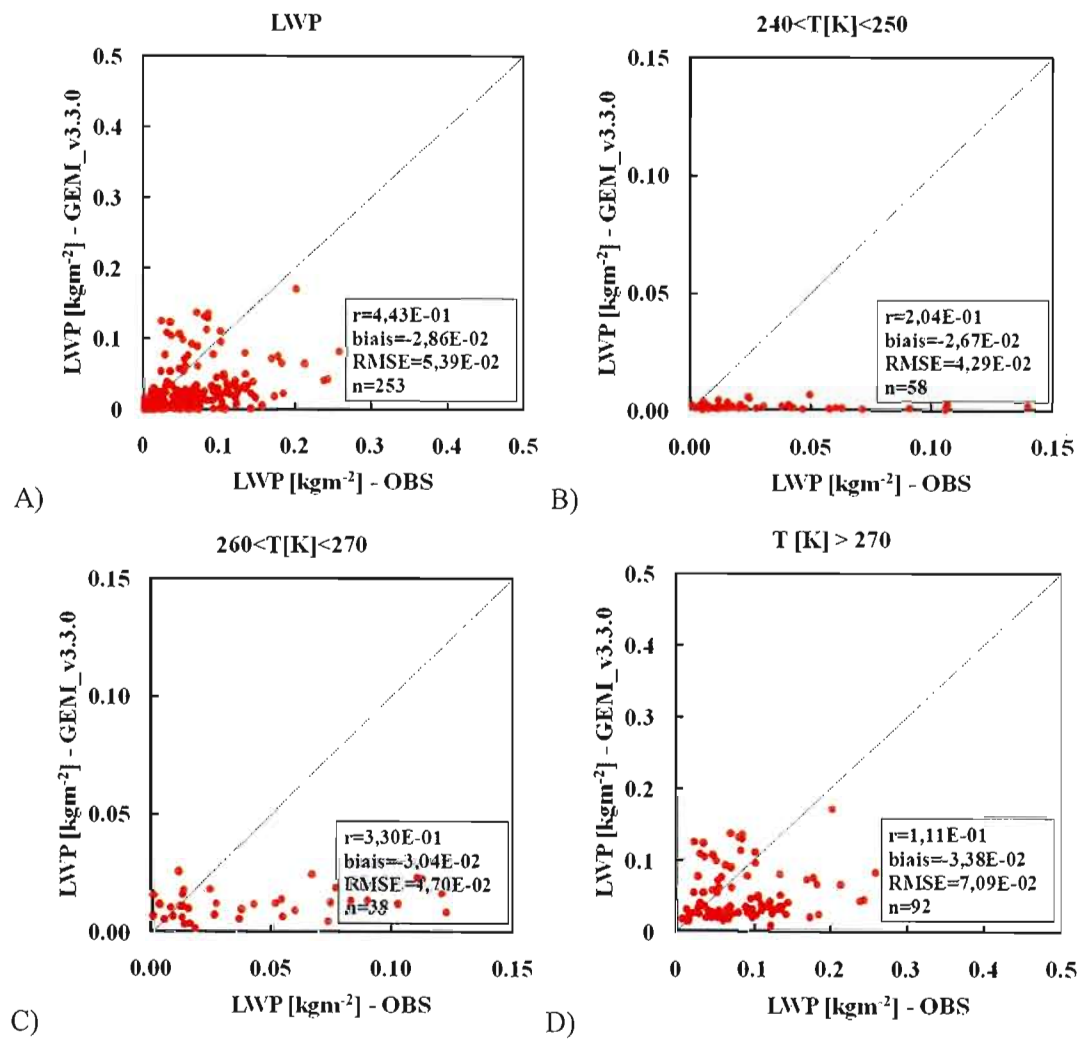 LWP
LWP [kgm⁻²] - GEM_v3.3.0
0.5
0.4
0.3
0.2
0.1
0
r=4,43E-01
biais=-2,86E-02
RMSE=5,39E-02
n=253
0 0.1 0.2 0.3 0.4 0.5
LWP [kgm⁻²] - OBS
A)
240<T[K]<250
LWP [kgm⁻²] - GEM_v3.3.0
0.15
0.10
0.05
0.00
r=2,04E-01
biais=-2,67E-02
RMSE=4,29E-02
n=58
0.00 0.05 0.10 0.15
LWP [kgm⁻²] - OBS
B)
260<T[K]<270
LWP [kgm⁻²] - GEM_v3.3.0
0.15
0.10
0.05
0.00
r=3,30E-01
biais=-3,04E-02
RMSE=4,70E-02
n=38
0.00 0.05 0.10 0.15
LWP [kgm⁻²] - OBS
C)
T [K] > 270
LWP [kgm⁻²] - GEM_v3.3.0
0.5
0.4
0.3
0.2
0.1
0
r=1,11E-01
biais=-3,38E-02
RMSE=7,09E-02
n=92
0 0.1 0.2 0.3 0.4 0.5
LWP [kgm⁻²] - OBS
D)